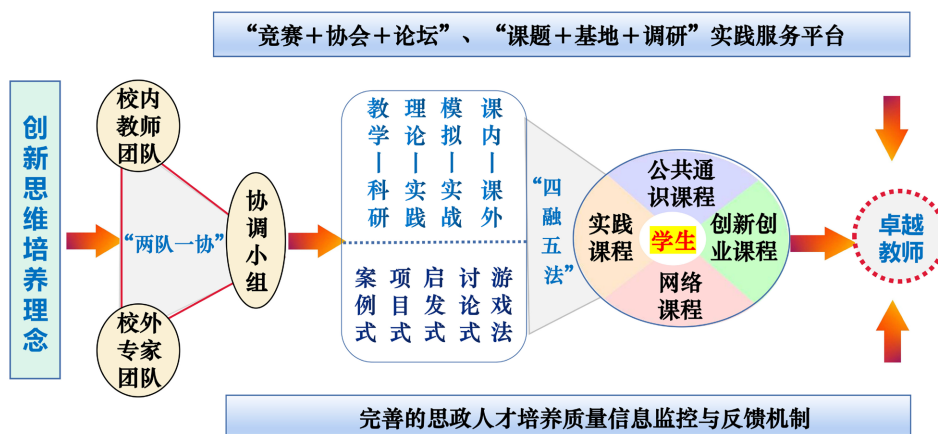 “竞赛＋协会＋论坛”、“课题＋基地＋调研”实践服务平台
创新思维培养理念
校内
教师
团队
“两队一协”
校外
专家
团队
协调小组
教学—科研
理论—实践
模拟—实战
课内—课外
案例式
项目式
启发式
讨论式
游戏法
“四融五法”
公共通
识课程
实践
课程
学生
创新创
业课程
网络
课程
卓越
教师
完善的思政人才培养质量信息监控与反馈机制